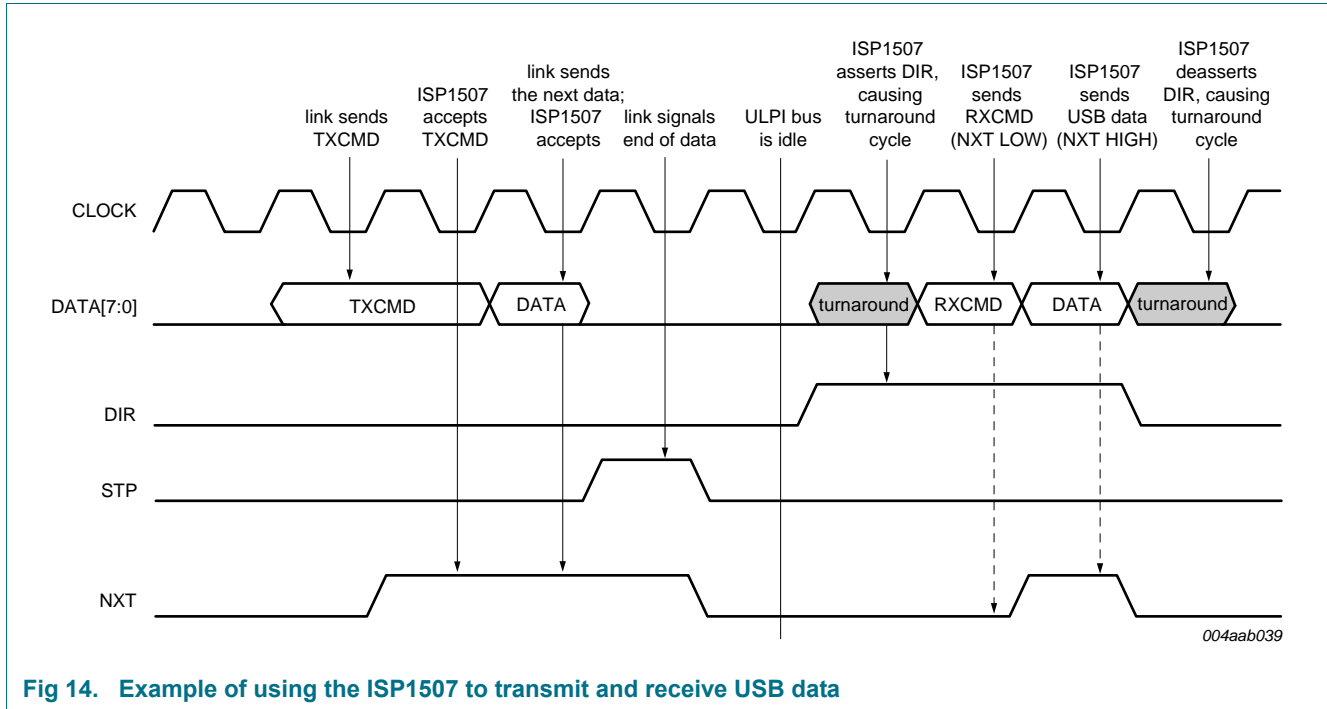 link sends
TXCMD
ISP1507
accepts
TXCMD
link sends
the next data;
ISP1507
accepts
link signals
end of data
ULPI bus
is idle
ISP1507
asserts DIR,
causing
turnaround
cycle
ISP1507
sends
RXCMD
(NXT LOW)
ISP1507
sends
USB data
(NXT HIGH)
ISP1507
deasserts
DIR, causing
turnaround
cycle
CLOCK
DATA[7:0]
TXCMD
DATA
turnaround
RXCMD
DATA
turnaround
DIR
STP
NXT
004aab039
Fig 14. Example of using the ISP1507 to transmit and receive USB data